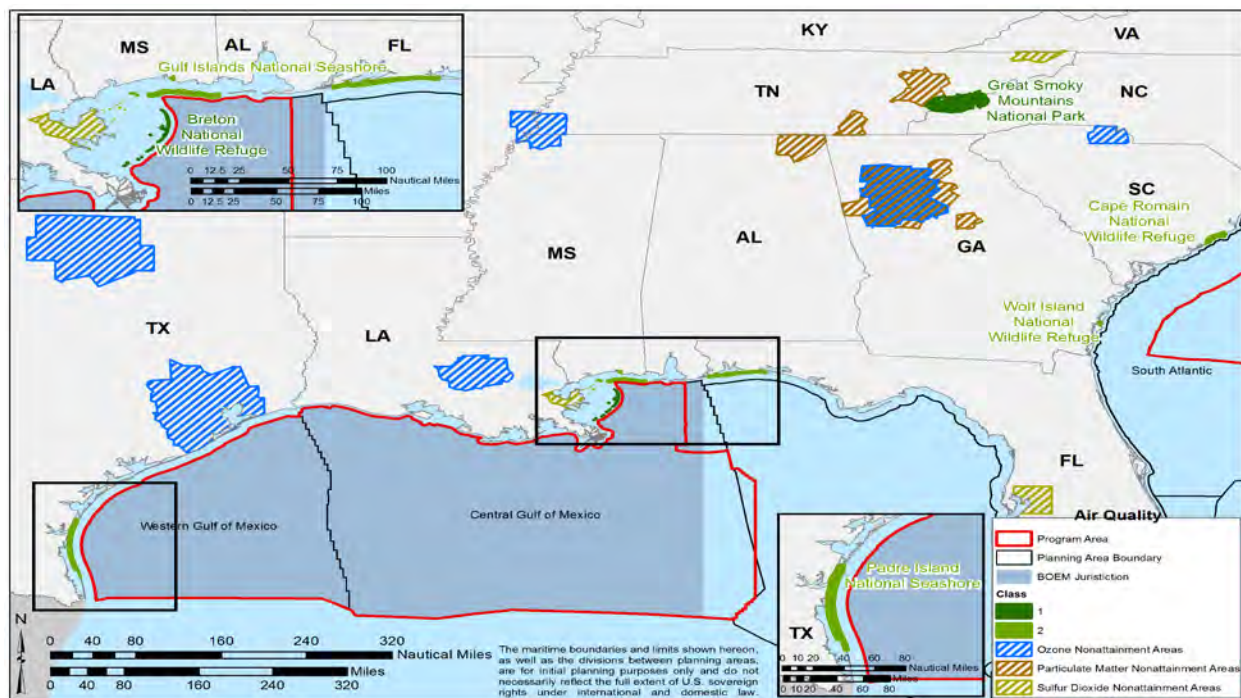 MS
AL
FL
Gulf Islands National Seashore
LA
Breton
National
Wildlife Refuge
0 12.5 25 50 75 100
Nautical Miles
Miles
0 12.5 25 50 75 100
KY
VA
TN
NC
Great Smoky
Mountains
National Park
SC
Cape Romain
National
Wildlife Refuge
MS
AL
GA
Wolf Island
National
Wildlife Refuge
TX
LA
South Atlantic
FL
Western Gulf of Mexico
Central Gulf of Mexico
Padre Island
National Seashore
TX
0 10 20 40 60 80
Nautical Miles
Miles
0 10 20 40 60 80
Air Quality
Program Area
Planning Area Boundary
BOEM Juristiction
Class
1
2
Ozone Nonattainment Areas
Particulate Matter Nonattainment Areas
Sulfur Dioxide Nonattainment Areas
N
0 40 80 160 240 320
Nautical Miles
Miles
0 40 80 160 240 320
The maritime boundaries and limits shown hereon,
as well as the divisions between planning areas,
are for initial planning purposes only and do not
necessarily reflect the full extent of U.S. sovereign
rights under international and domestic law.